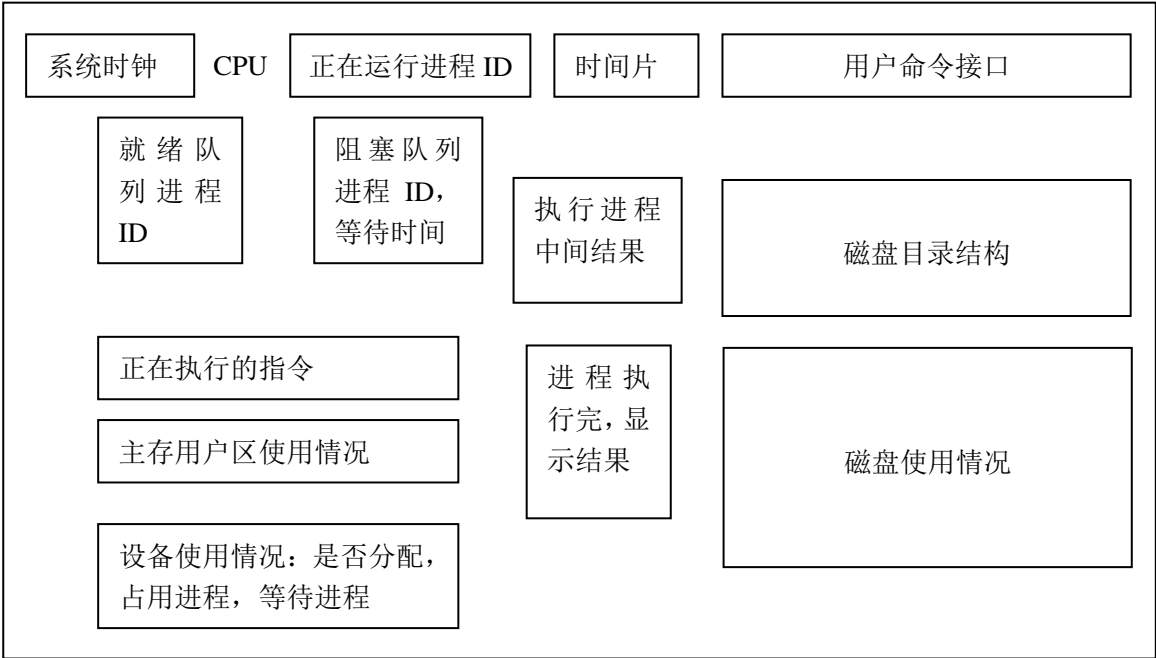 系统时钟
CPU
正在运行进程 ID
时间片
用户命令接口
就绪队
列进程
ID
阻塞队列
进程 ID，
等待时间
执行进程
中间结果
磁盘目录结构
正在执行的指令
进程执
行完，显
示结果
主存用户区使用情况
磁盘使用情况
设备使用情况：是否分配，
占用进程，等待进程